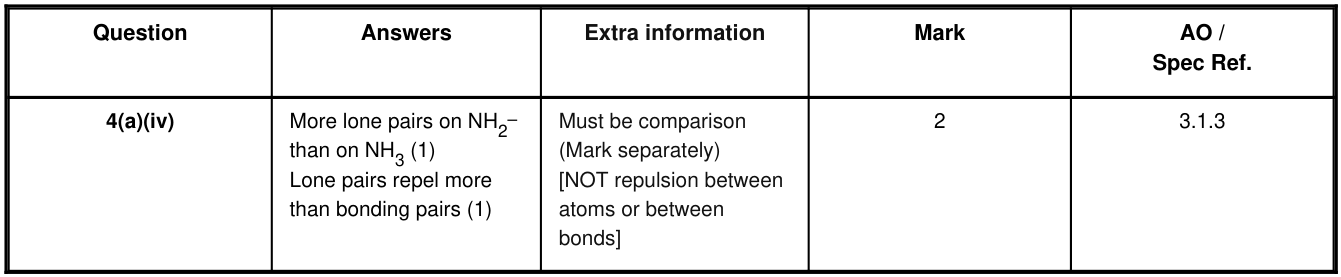 Question Answers Extra information Mark AO /
Spec Ref.
4(a)(iv) More lone pairs on NH2– Must be comparison 2 3.1.3
than on NH3 (1) (Mark separately)
Lone pairs repel more [NOT repulsion between
than bonding pairs (1) atoms or between
bonds]